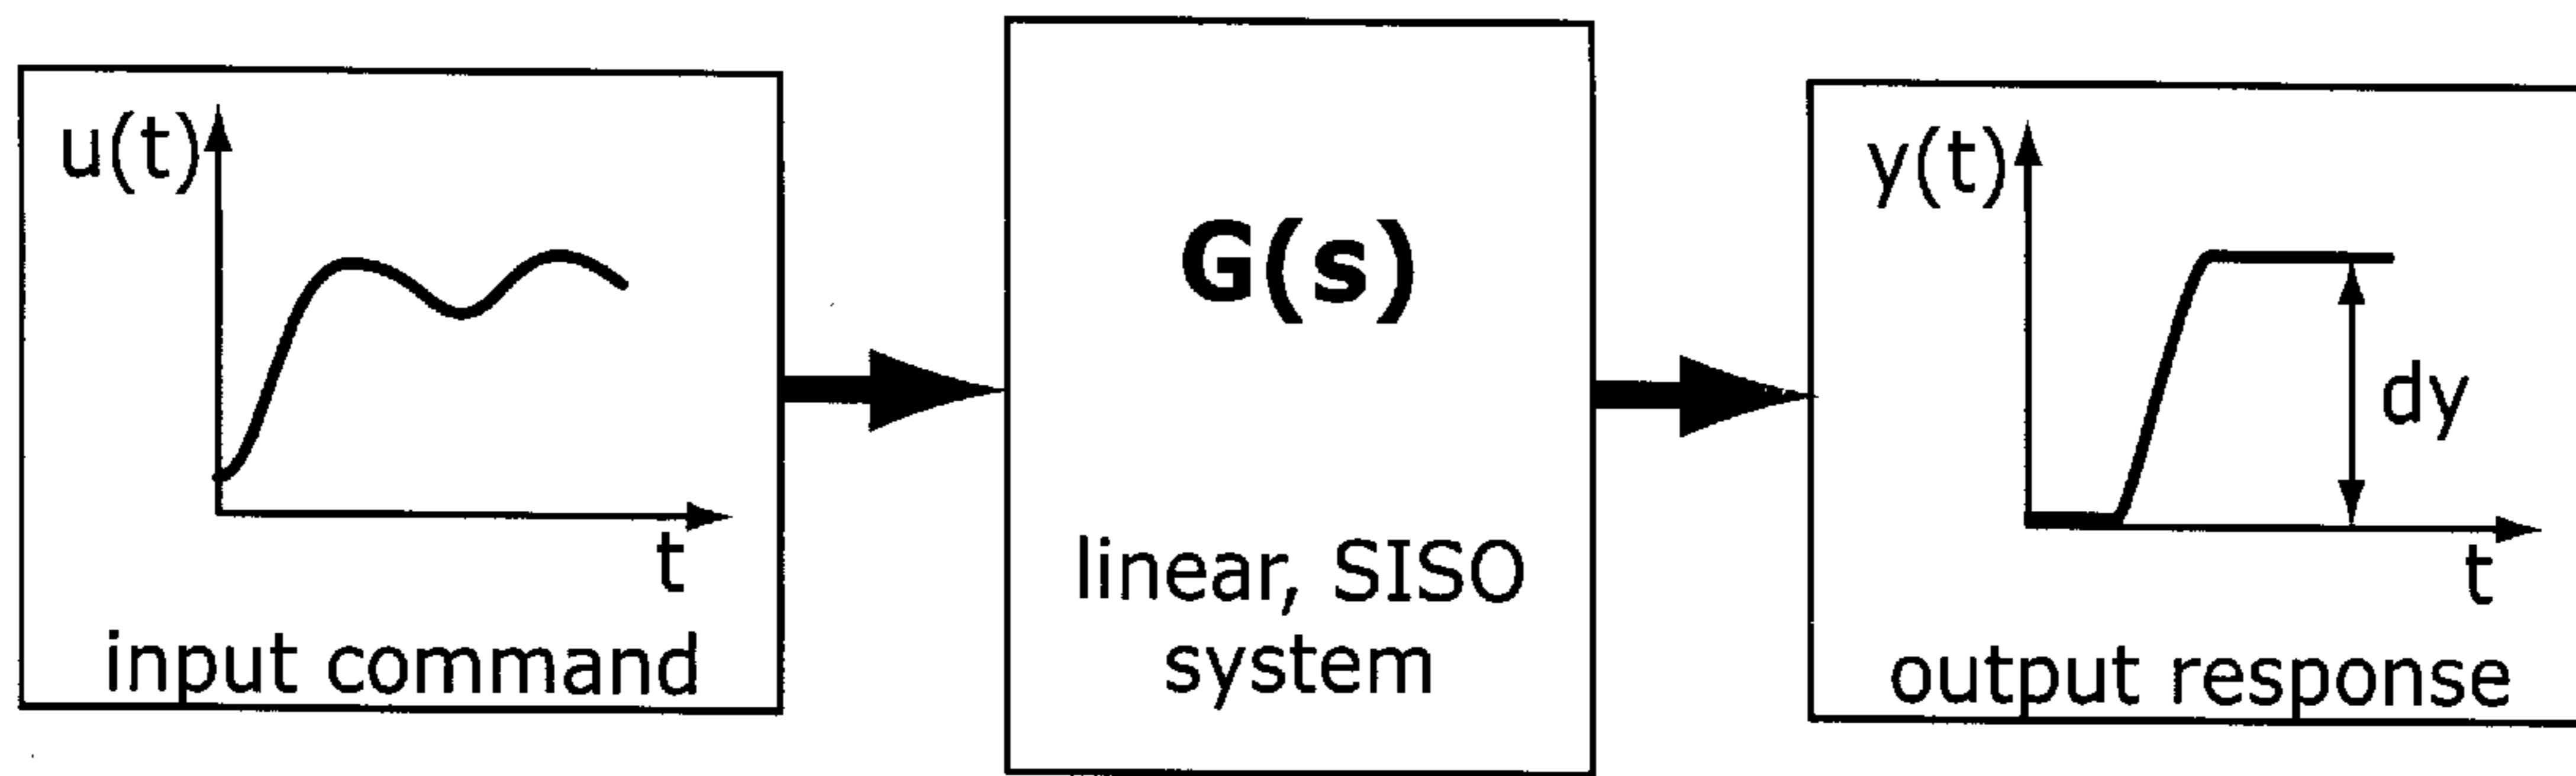 u(t)
t
input command
G(s)
linear, SISO
system
y(t)
dy
t
output response